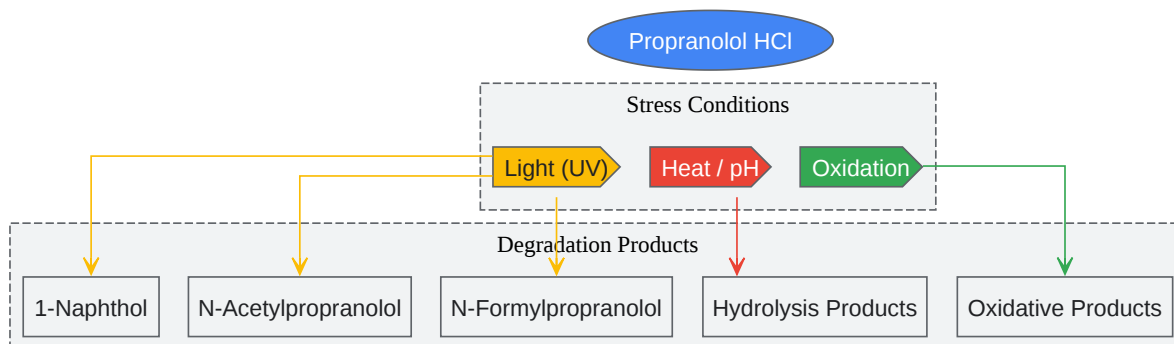 Propranolol HCl
Stress Conditions
Light (UV)
Heat / pH
Oxidation
Degradation Products
1-Naphthol
N-Acetylpropranolol
N-Formylpropranolol
Hydrolysis Products
Oxidative Products